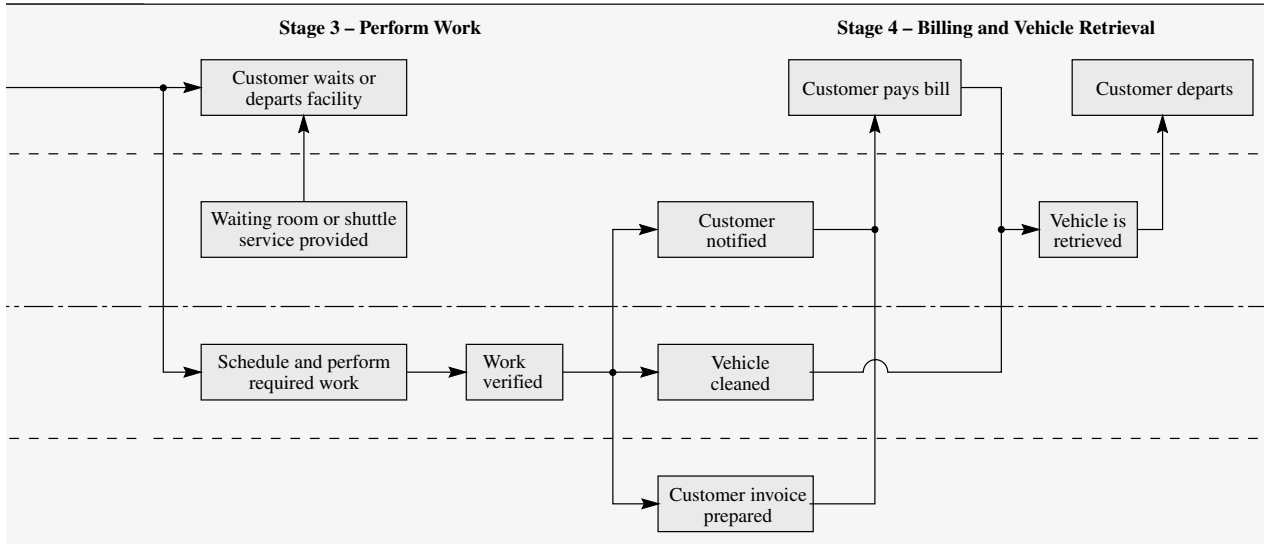 Stage 3 – Perform Work
Stage 4 – Billing and Vehicle Retrieval
Customer waits or
departs facility
Customer pays bill
Customer departs
Waiting room or shuttle
service provided
Customer
notified
Vehicle is
retrieved
Schedule and perform
required work
Work
verified
Vehicle
cleaned
Customer invoice
prepared